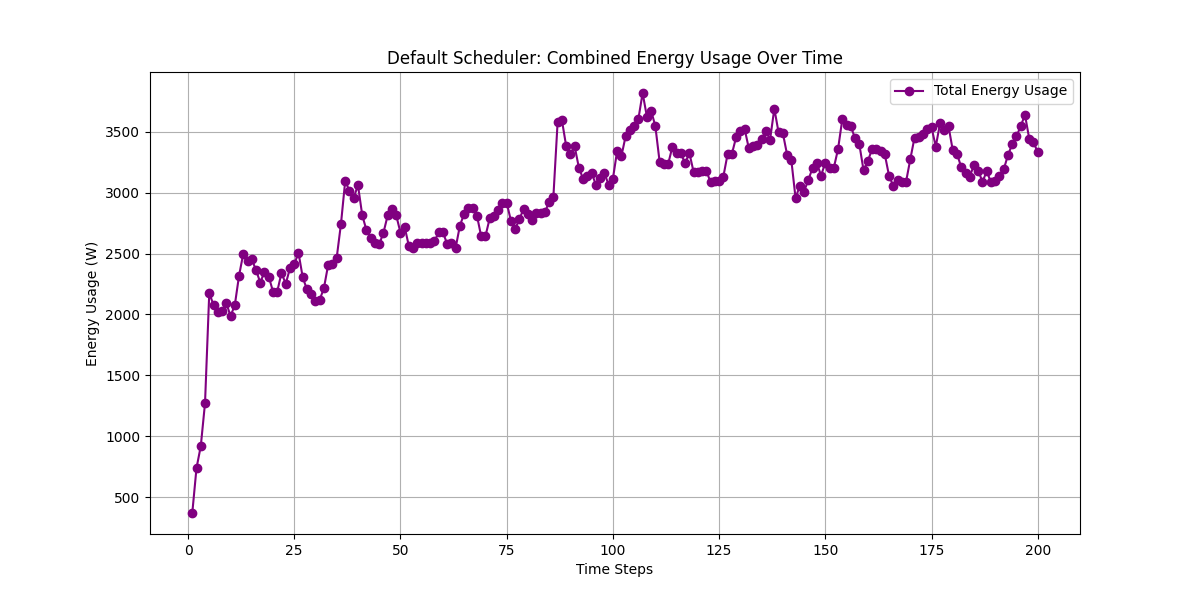 Default Scheduler: Combined Energy Usage Over Time
Total Energy Usage
Energy Usage (W)
3500
3000
2500
2000
1500
1000
500
0 25 50 75 100 125 150 175 200
Time Steps